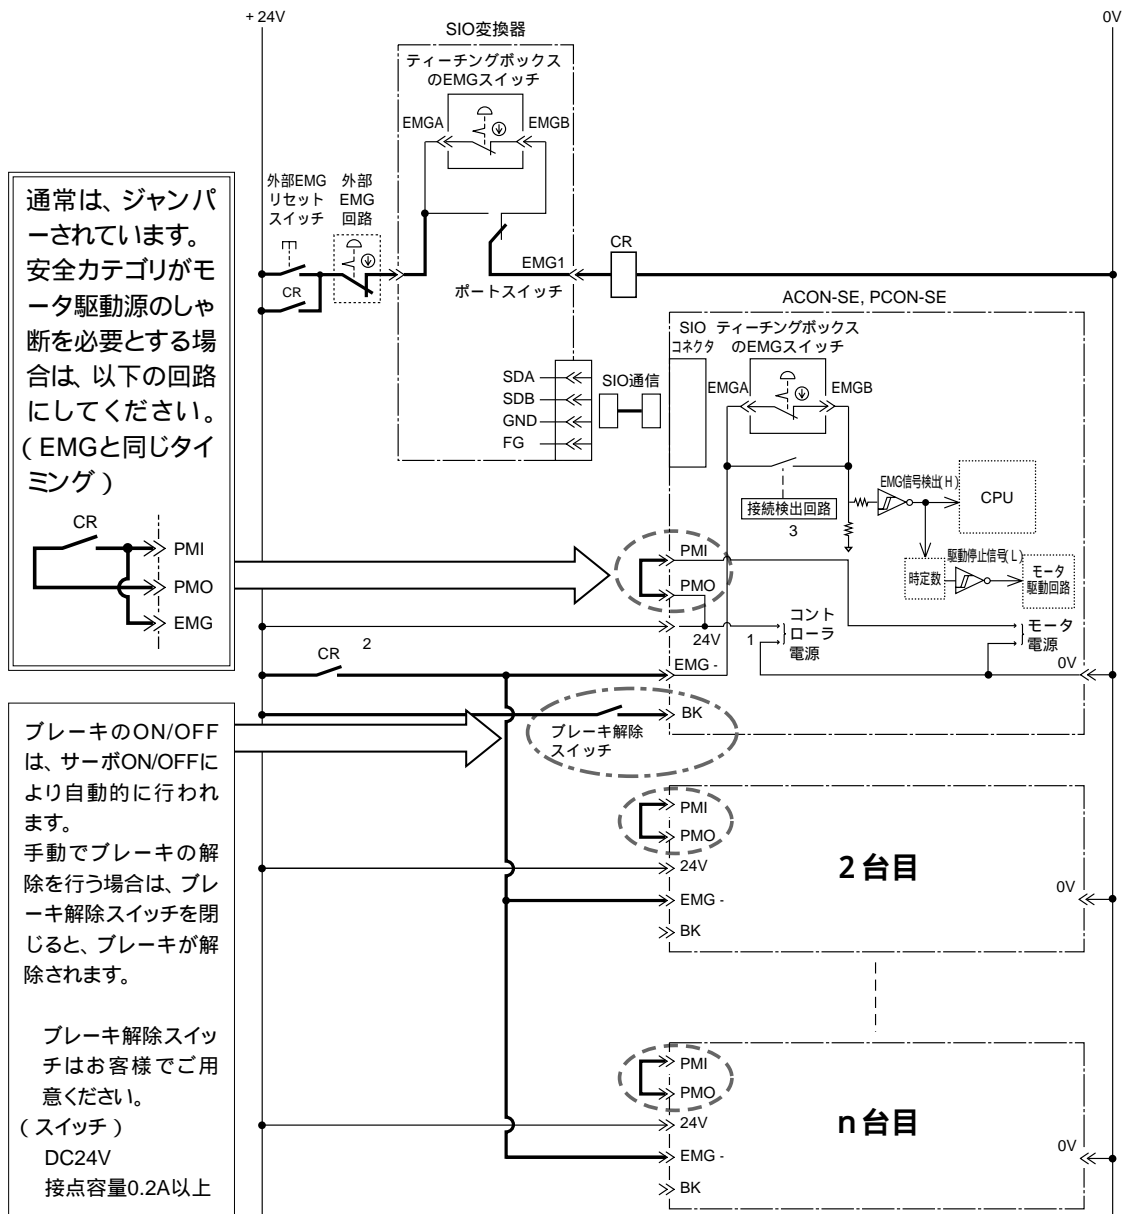 +24V
0V
SIO変換器
ティーチングボックス
のEMGスイッチ
EMGA
EMGB
外部EMG
リセット
スイッチ
外部
EMG
回路
CR
EMG1
ポートスイッチ
CR
SDA
SDB
GND
FG
SIO通信
通常は、ジャンパ
ーされています。
安全カテゴリがモ
ータ駆動源のしゃ
断を必要とする場
合は、以下の回路
にしてください。
(EMGと同じタイ
ミング)
CR
PMI
PMO
EMG
ACON-SE, PCON-SE
SIO
コネクタ
ティーチングボックス
のEMGスイッチ
EMGA
EMGB
接続検出回路
3
EMG信号検出(H)
CPU
時定数
駆動停止信号(L)
モータ
駆動回路
PMI
PMO
24V
1
コント
ローラ
電源
モータ
電源
0V
2
CR
EMG -
BK
ブレーキ解除
スイッチ
ブレーキのON/OFF
は、サーボON/OFFに
より自動的に行われ
ます。
手動でブレーキの解
除を行う場合は、ブレ
ーキ解除スイッチを閉
じると、ブレーキが解
除されます。
ブレーキ解除スイッ
チはお客様でご用
意ください。
(スイッチ)
DC24V
接点容量0.2A以上
PMI
PMO
24V
EMG -
BK
2台目
0V
PMI
PMO
24V
EMG -
BK
n台目
0V